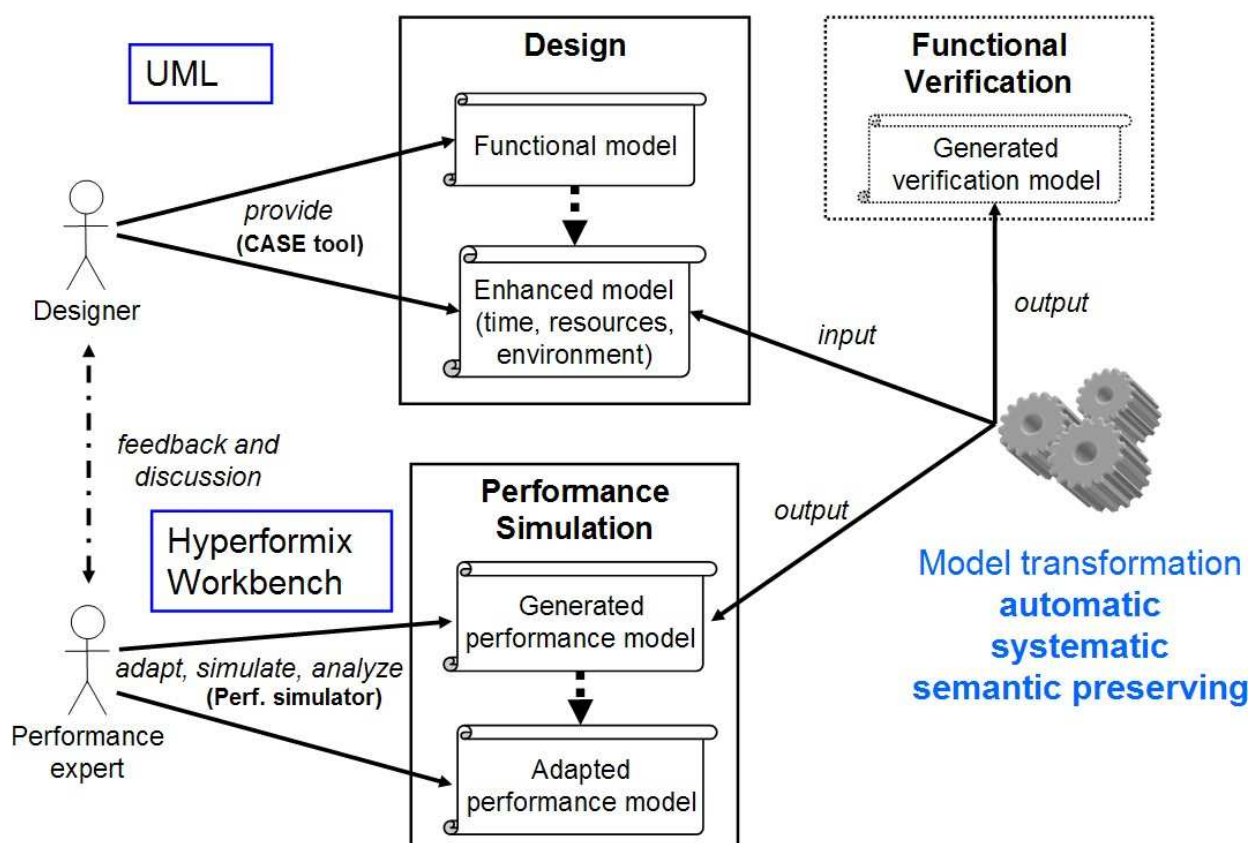 UML
Design
Functional model
Enhanced model
(time, resources,
environment)
Functional
Verification
Generated
verification model
provide
(CASE tool)
Designer
input
output
feedback and
discussion
Hyperformix
Workbench
Performance
Simulation
Generated
performance model
Adapted
performance model
output
adapt, simulate, analyze
(Perf. simulator)
Performance
expert
Model transformation
automatic
systematic
semantic preserving